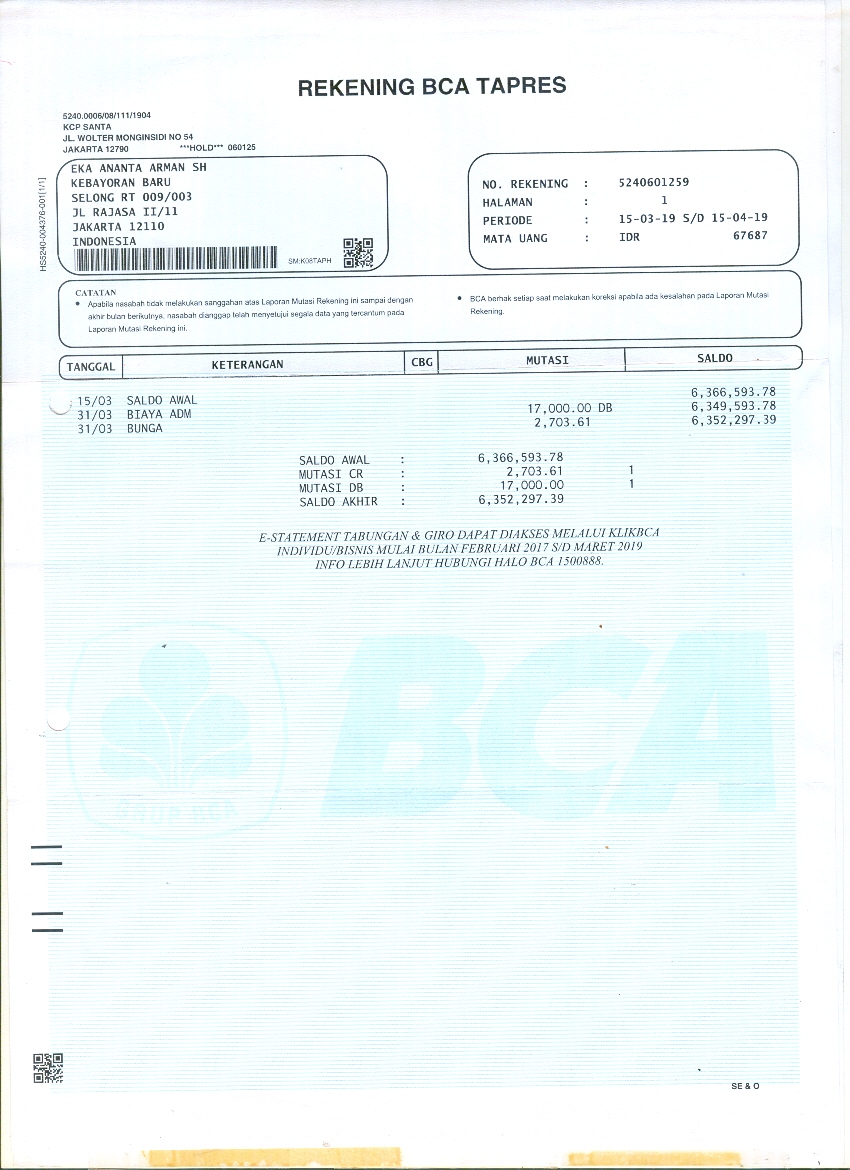 REKENING BCA TAPRES
5240.0006/08/111/1904
KCP SANTA
JL. WOLTER MONGINSIDI NO 54
JAKARTA 12790 ***HOLD*** 060125
HS5240-004376-001[1/1]
EKA ANANTA ARMAN SH
KEBAYORAN BARU
SELONG RT 009/003
JL RAJASA II/11
JAKARTA 12110
INDONESIA
SM:K08TAPH
NO. REKENING : 5240601259
HALAMAN : 1
PERIODE : 15-03-19 S/D 15-04-19
MATA UANG : IDR 67687
CATATAN
• Apabila nasabah tidak melakukan sanggahan atas Laporan Mutasi Rekening ini sampai dengan
akhir bulan berikutnya, nasabah dianggap telah menyetujui segala data yang tercantum pada
Laporan Mutasi Rekening ini.
• BCA berhak setiap saat melakukan koreksi apabila ada kesalahan pada Laporan Mutasi
Rekening.
TANGGAL KETERANGAN CBG MUTASI SALDO
15/03 SALDO AWAL 6,366,593.78
31/03 BIAYA ADM 17,000.00 DB 6,349,593.78
31/03 BUNGA 2,703.61 6,352,297.39
SALDO AWAL : 6,366,593.78
MUTASI CR : 2,703.61 1
MUTASI DB : 17,000.00 1
SALDO AKHIR : 6,352,297.39
E-STATEMENT TABUNGAN & GIRO DAPAT DIAKSES MELALUI KLIKBCA
INDIVIDU/BISNIS MULAI BULAN FEBRUARI 2017 S/D MARET 2019
INFO LEBIH LANJUT HUBUNGI HALO BCA 1500888.
BCA
GRUP BCA
SE & O